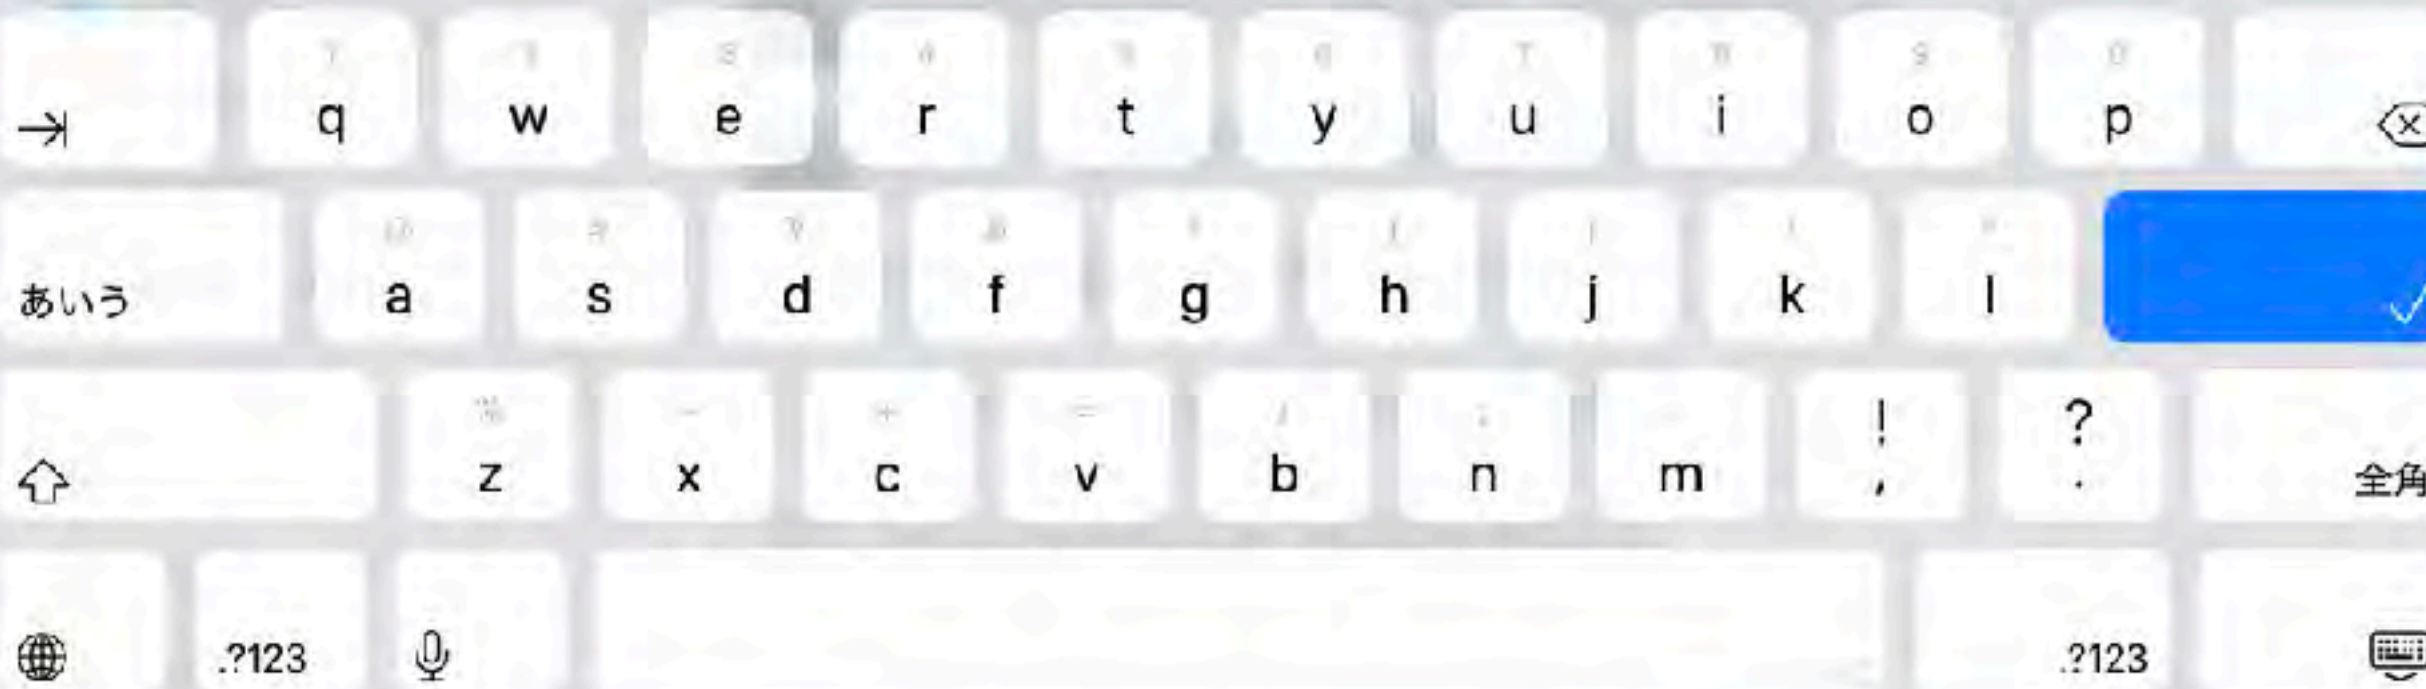 q w e r t y u i o p
あいう a s d f g h j k l
z x c v b n m ! , ? . 全角
.?123 .?123